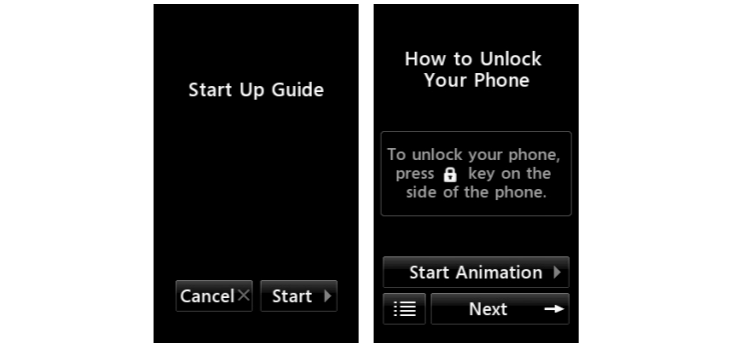 Start Up Guide
Cancel
Start
How to Unlock
Your Phone
To unlock your phone,
press key on the
side of the phone.
Start Animation
Next